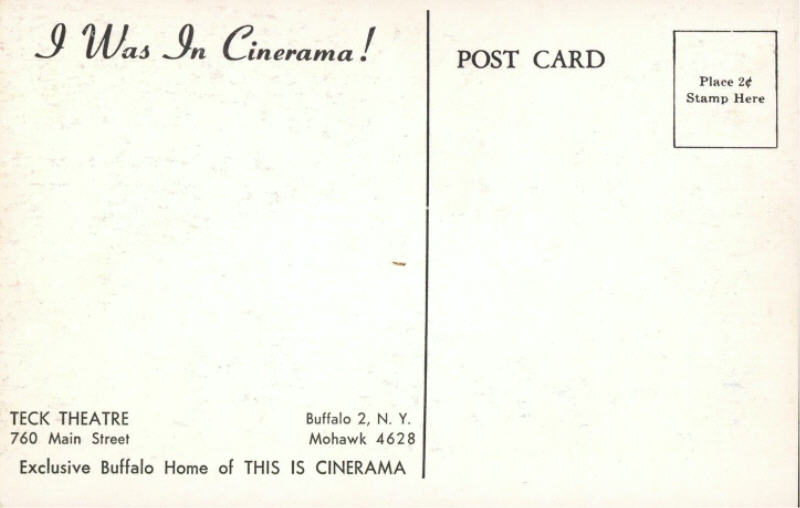 I Was In Cinerama!
POST CARD
Place 2¢
Stamp Here
TECK THEATRE
760 Main Street
Buffalo 2, N. Y.
Mohawk 4628
Exclusive Buffalo Home of THIS IS CINERAMA